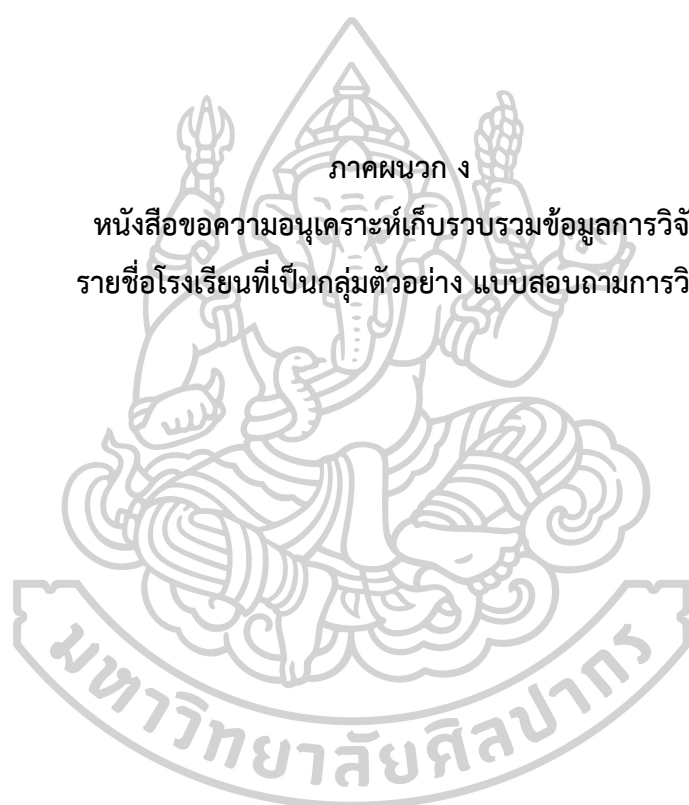 ภาคผนวก ง
หนังสือขอความอนุเคราะห์เก็บรวบรวมข้อมูลการวิจั
รายชื่อโรงเรียนที่เป็นกลุ่มตัวอย่าง แบบสอบถามการวิ
มหาวิทยาลัยศิลปากร